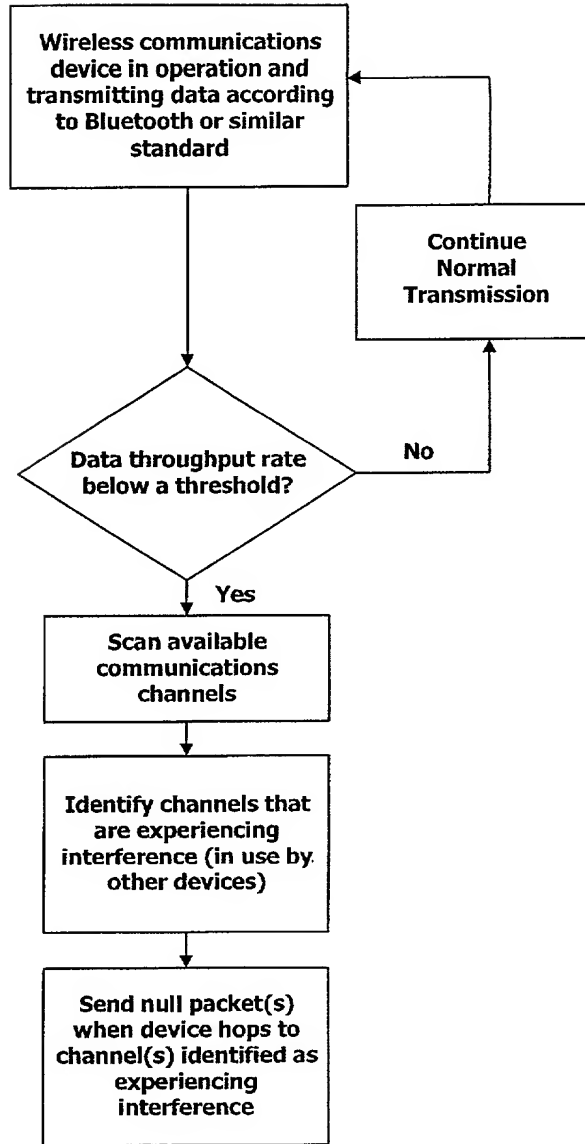 Wireless communications
device in operation and
transmitting data according
to Bluetooth or similar
standard
Continue
Normal
Transmission
Data throughput rate
below a threshold?
No
Yes
Scan available
communications
channels
Identify channels that
are experiencing
interference (in use by
other devices)
Send null packet(s)
when device hops to
channel(s) identified as
experiencing
interference